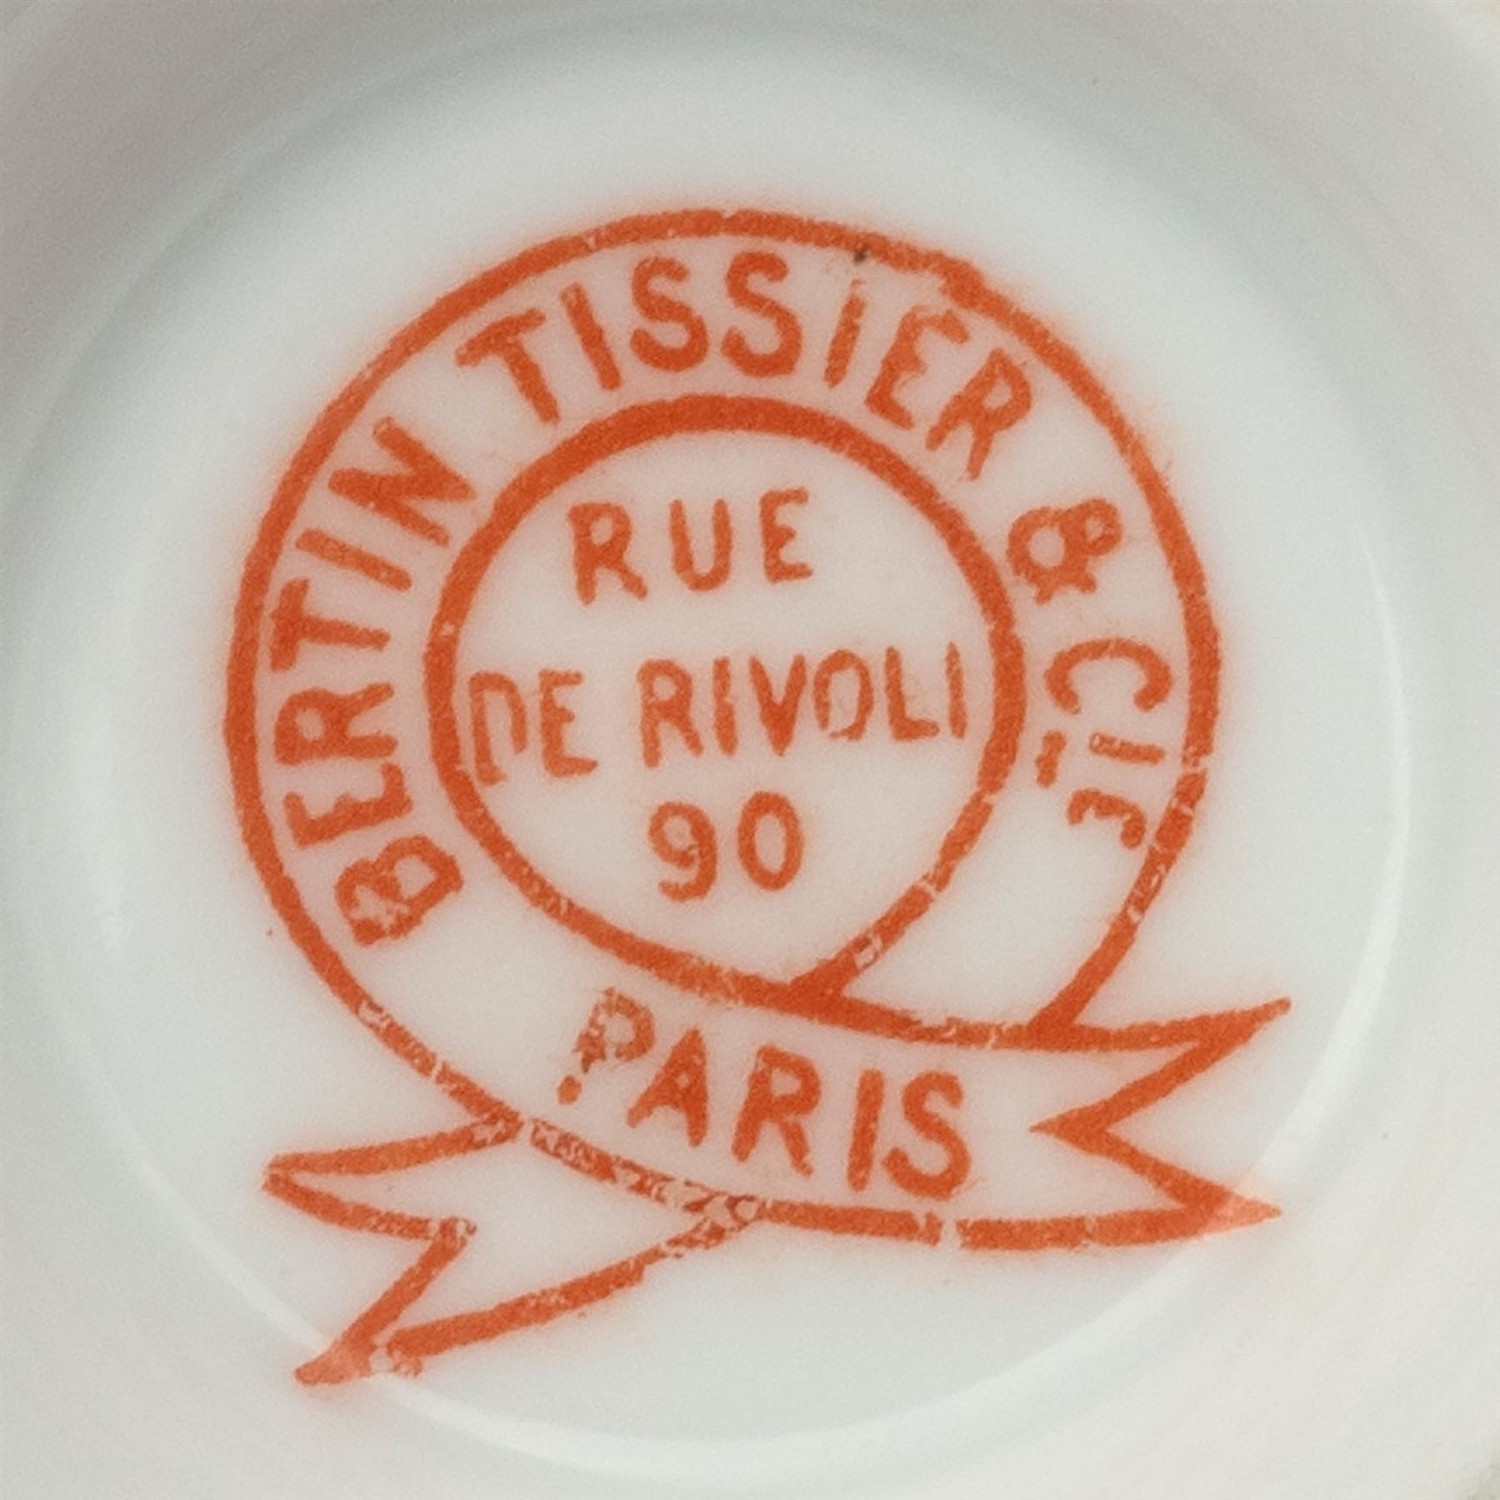 BERTIN TISSIER & CIE
RUE
DE RIVOLI
90
PARIS